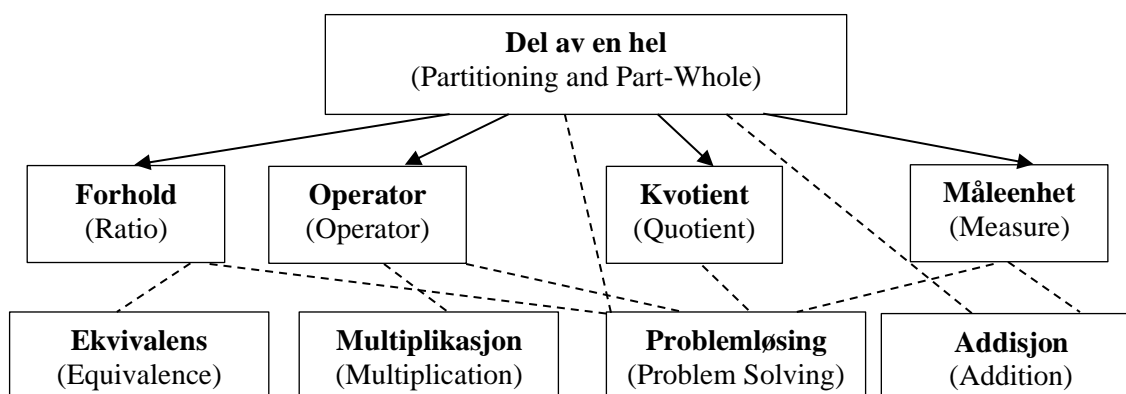 Del av en hel
(Partitioning and Part-Whole)
Forhold
(Ratio)
Operator
(Operator)
Kvotient
(Quotient)
Måleenhet
(Measure)
Ekvivalens
(Equivalence)
Multiplikasjon
(Multiplication)
Problemløsing
(Problem Solving)
Addisjon
(Addition)